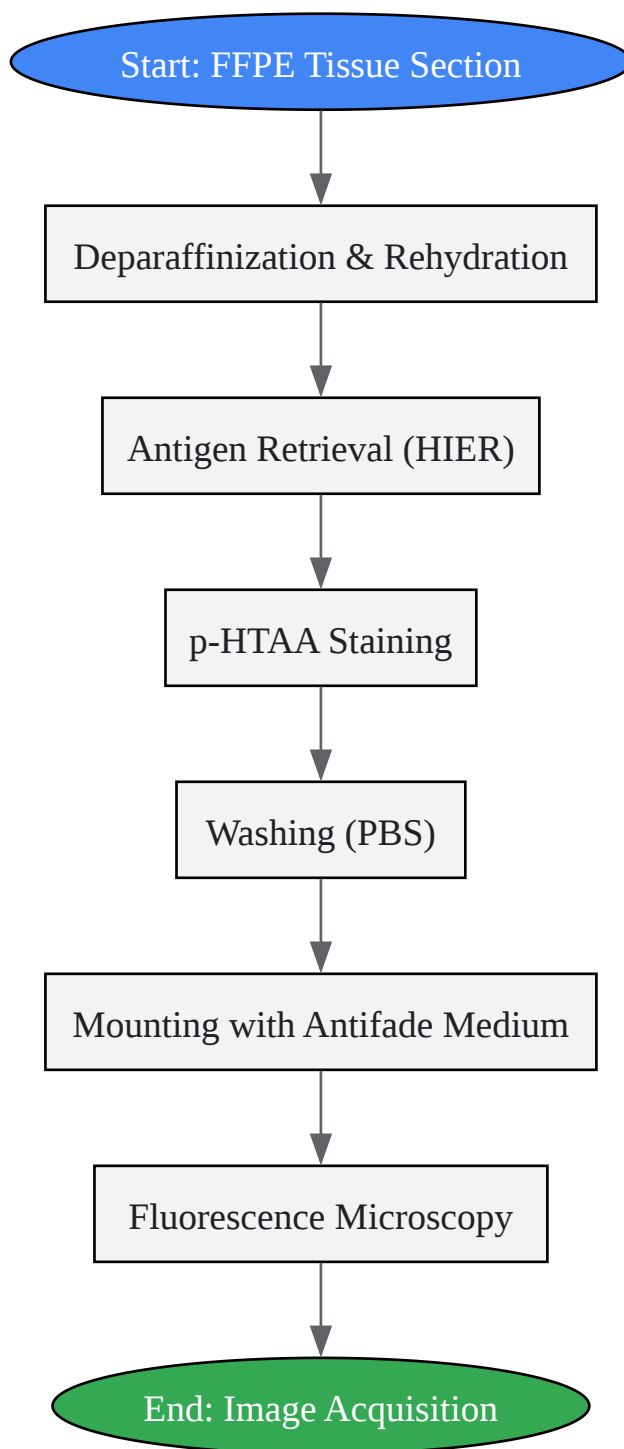 Start: FFPE Tissue Section
Deparaffinization & Rehydration
Antigen Retrieval (HIER)
p-HTAA Staining
Washing (PBS)
Mounting with Antifade Medium
Fluorescence Microscopy
End: Image Acquisition